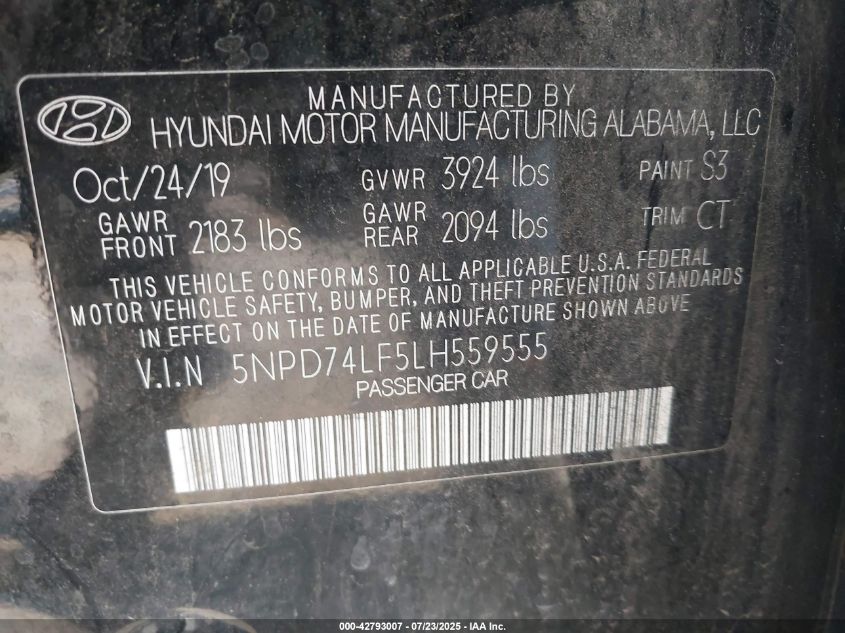 MANUFACTURED BY
HYUNDAI MOTOR MANUFACTURING ALABAMA, LLC
Oct/24/19 GVWR 3924 lbs PAINT S3
GAWR FRONT 2183 lbs GAWR REAR 2094 lbs TRIM CT
THIS VEHICLE CONFORMS TO ALL APPLICABLE U.S.A. FEDERAL
MOTOR VEHICLE SAFETY, BUMPER, AND THEFT PREVENTION STANDARDS
IN EFFECT ON THE DATE OF MANUFACTURE SHOWN ABOVE
V.I.N 5NPD74LF5LH559555
PASSENGER CAR
000-42793007 - 07/23/2025 - IAA Inc.